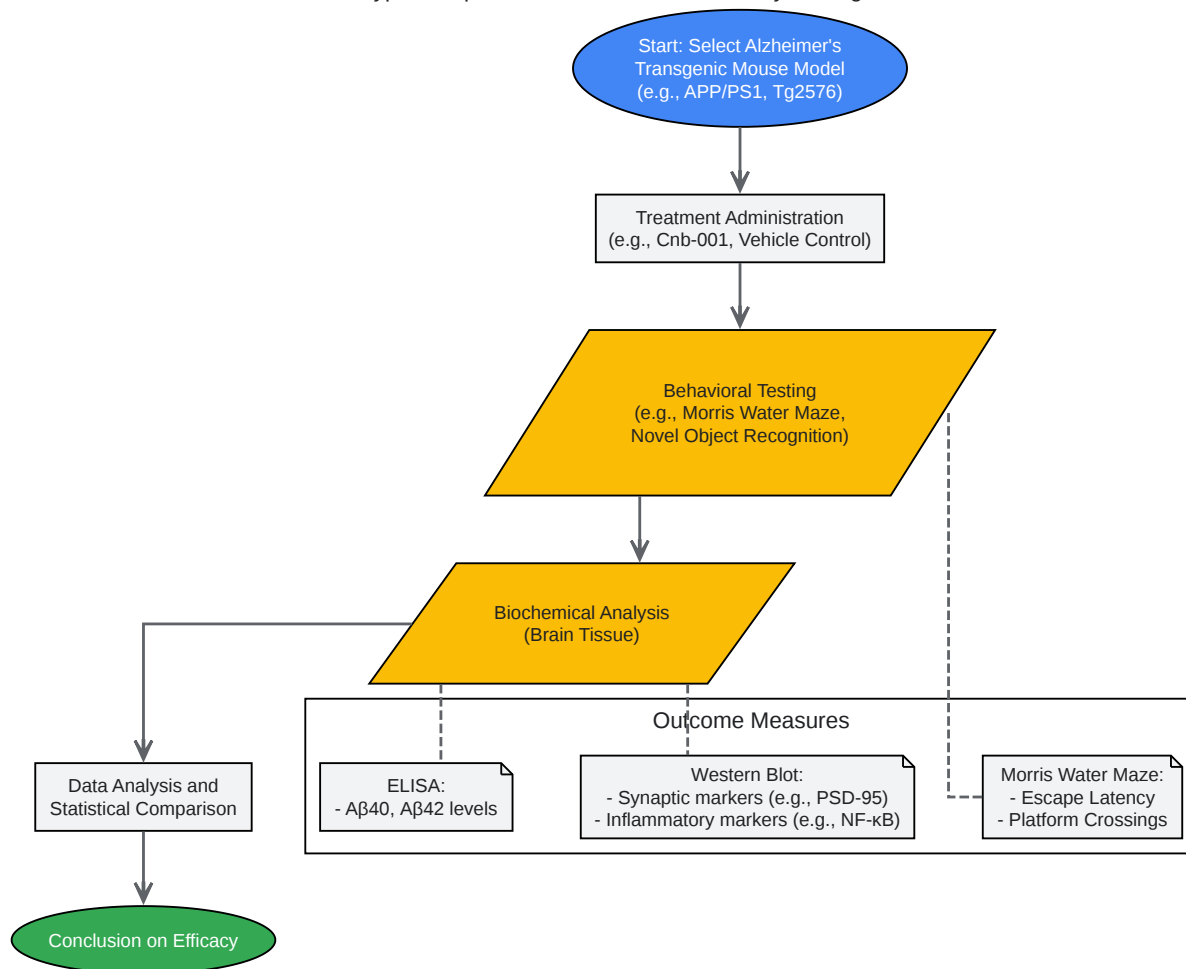 Start: Select Alzheimer's
Transgenic Mouse Model
(e.g., APP/PS1, Tg2576)
Treatment Administration
(e.g., Cnb-001, Vehicle Control)
Behavioral Testing
(e.g., Morris Water Maze,
Novel Object Recognition)
Biochemical Analysis
(Brain Tissue)
Outcome Measures
Data Analysis and
Statistical Comparison
ELISA:
- Aβ40, Aβ42 levels
Western Blot:
- Synaptic markers (e.g., PSD-95)
- Inflammatory markers (e.g., NF-κB)
Morris Water Maze:
- Escape Latency
- Platform Crossings
Conclusion on Efficacy